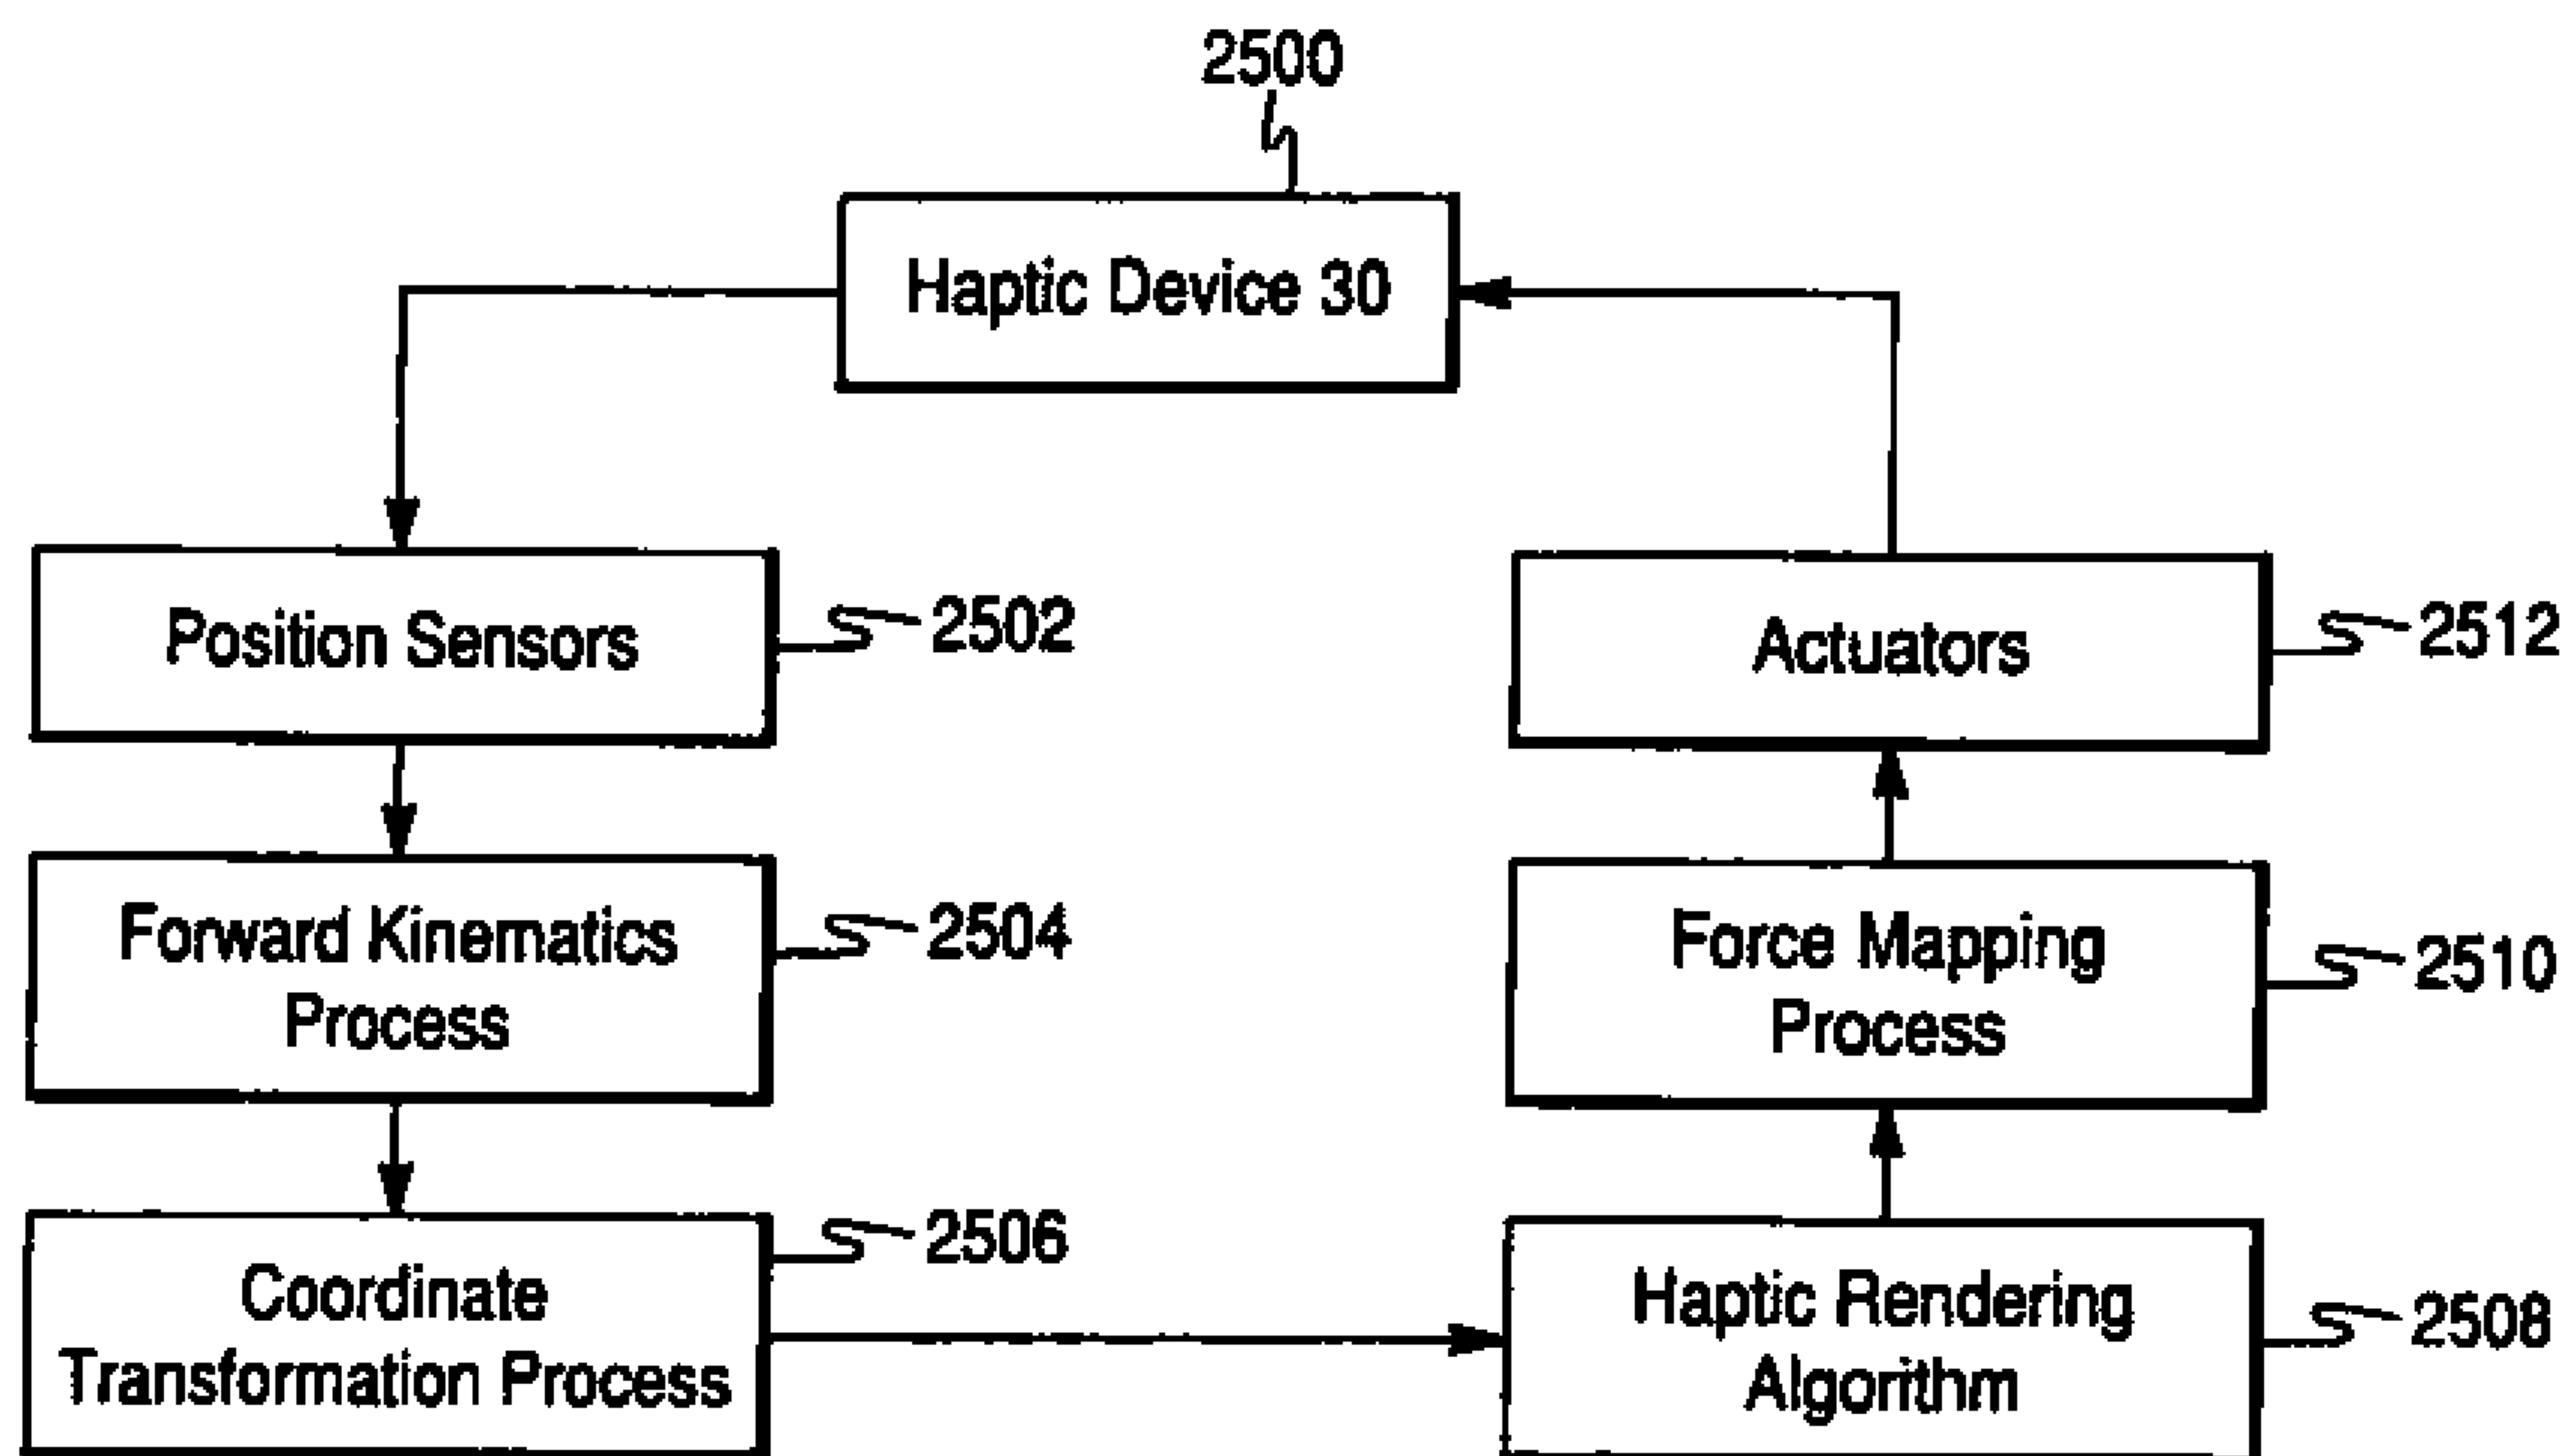 2500
Haptic Device 30
Position Sensors
2502
Actuators
2512
Forward Kinematics
Process
2504
Force Mapping
Process
2510
Coordinate
Transformation Process
2506
Haptic Rendering
Algorithm
2508